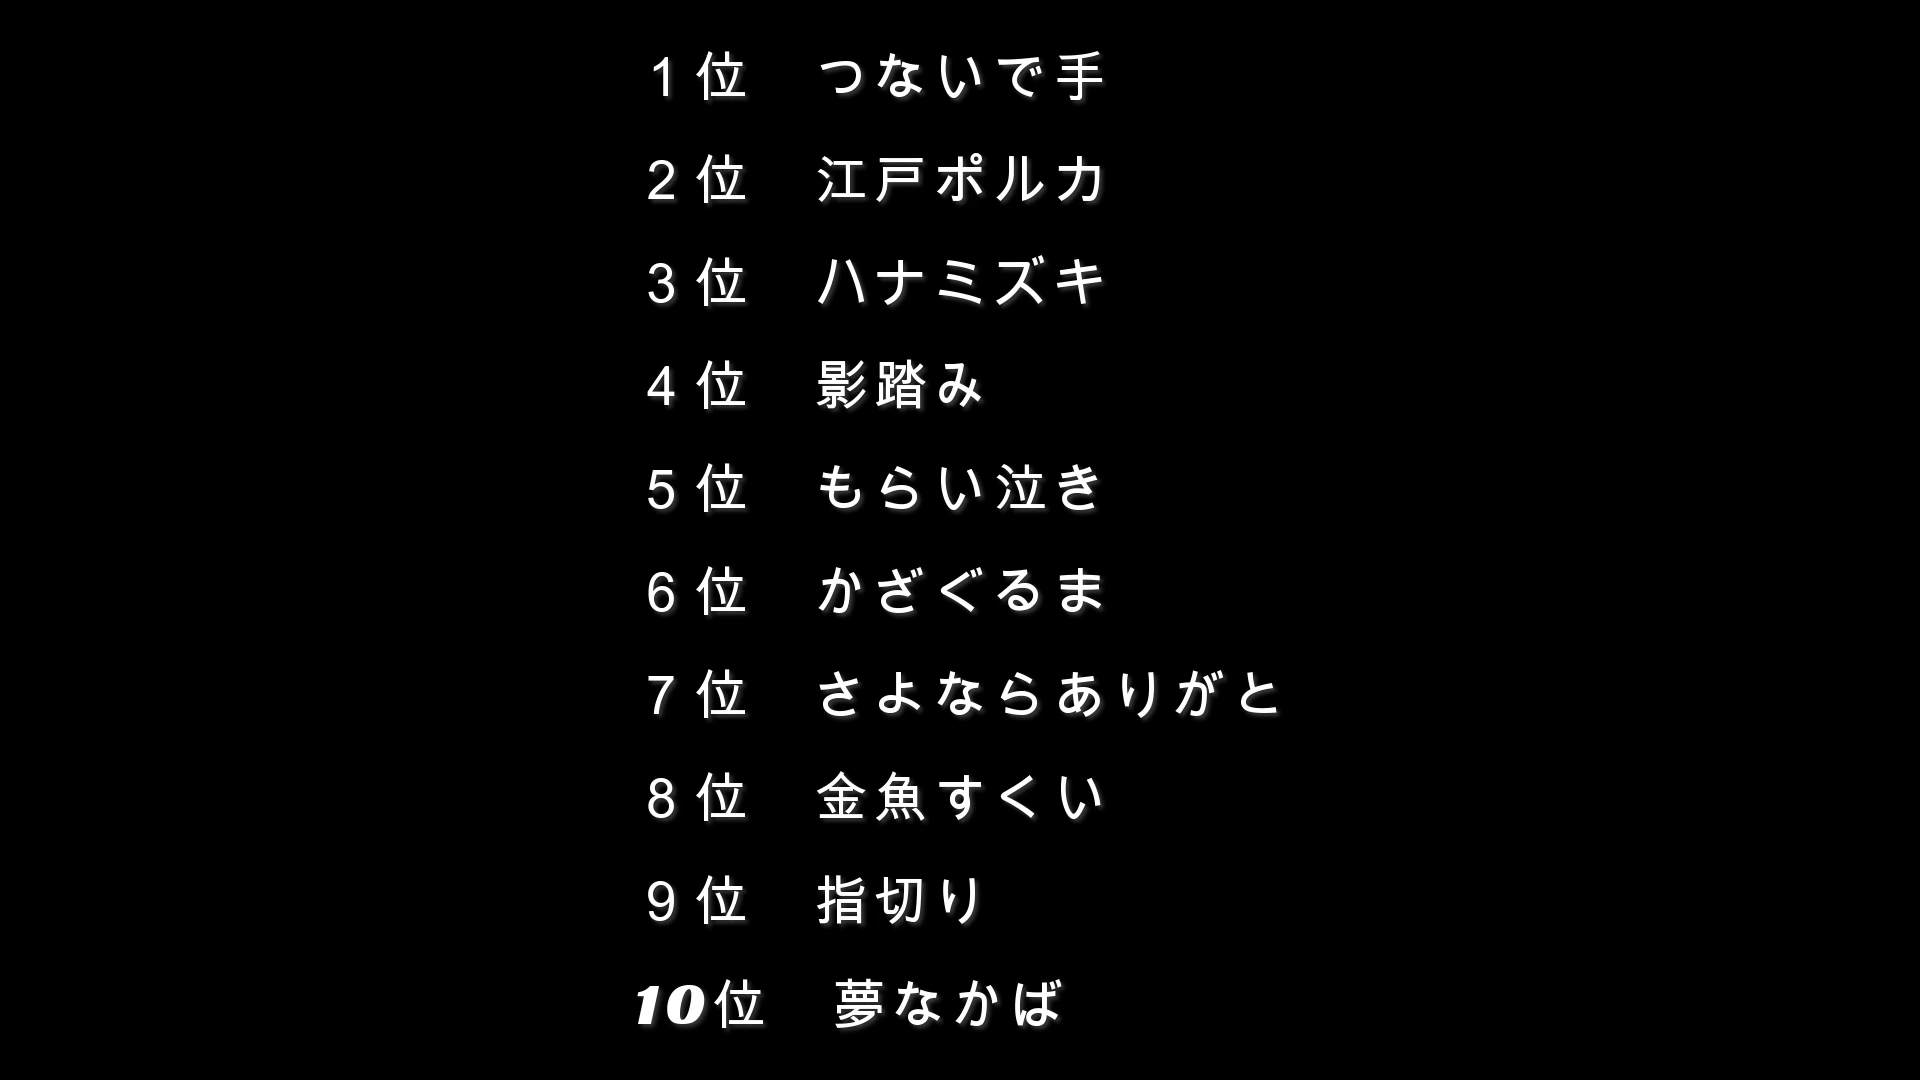 1位　つないで手
2位　江戸ポルカ
3位　ハナミズキ
4位　影踏み
5位　もらい泣き
6位　かざぐるま
7位　さよならありがと
8位　金魚すくい
9位　指切り
10位　夢なかば